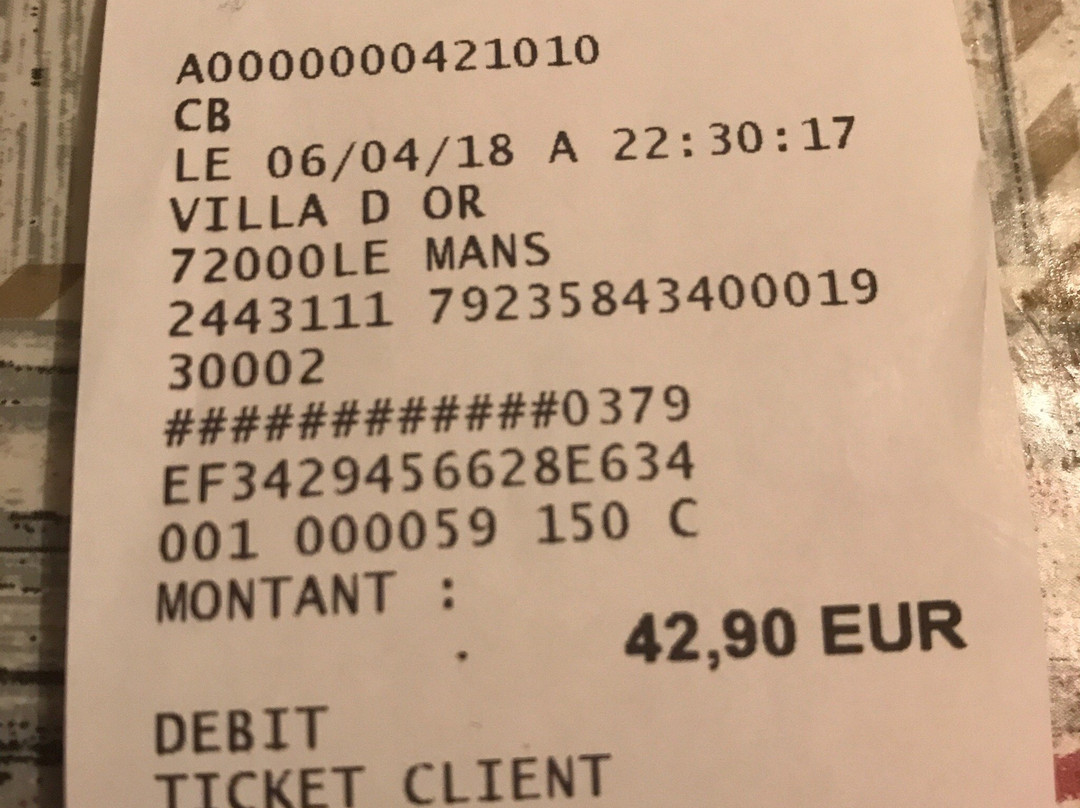 A0000000421010
CB
LE 06/04/18 A 22:30:17
VILLA D OR
72000LE MANS
2443111 79235843400019
30002
############0379
EF3429456628E634
001 000059 150 C
MONTANT :
42,90 EUR
.
DEBIT
TICKET CLIENT